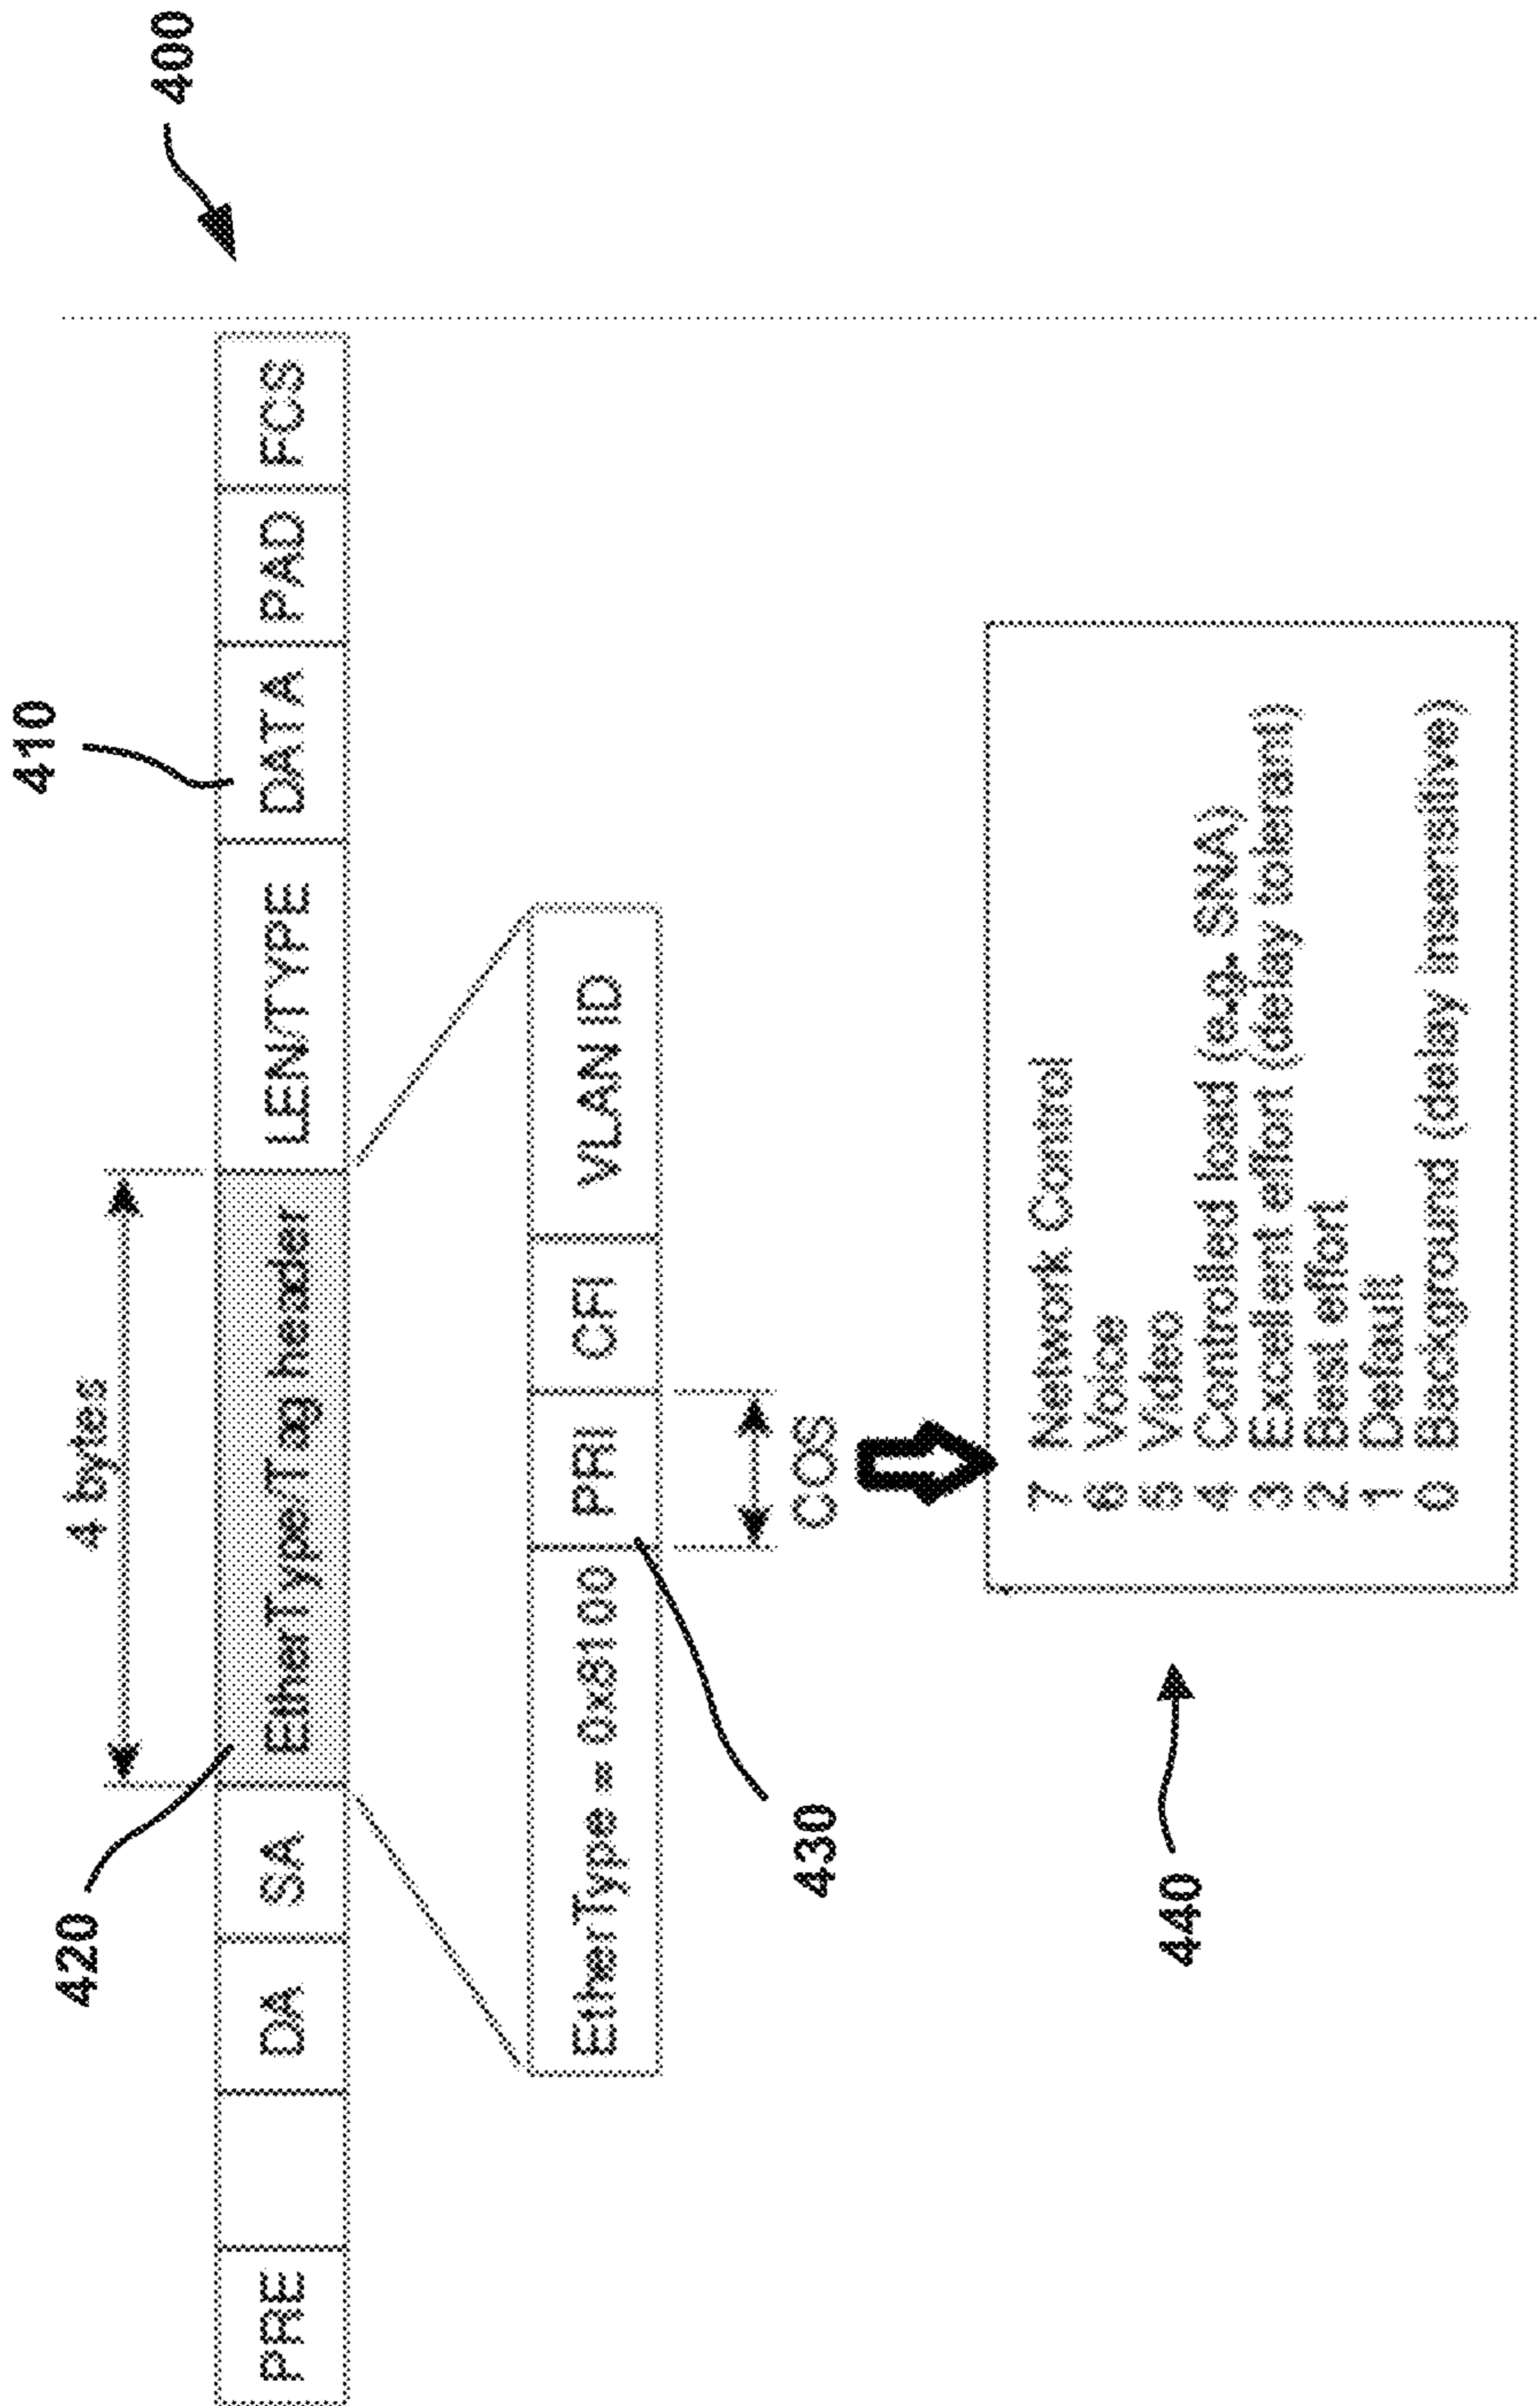 400
410
4 bytes
420
PRE DA SA EtherType Tag header LEN/TYPE DATA PAD FCS
EtherType = 0x8100 PRI CFI VLAN ID
430
COS
440
7 Network Control
6 Voice
5 Video
4 Controlled load (e.g. SNA)
3 Excellent effort (delay tolerant)
2 Best effort
1 Default
0 Background (delay insensitive)